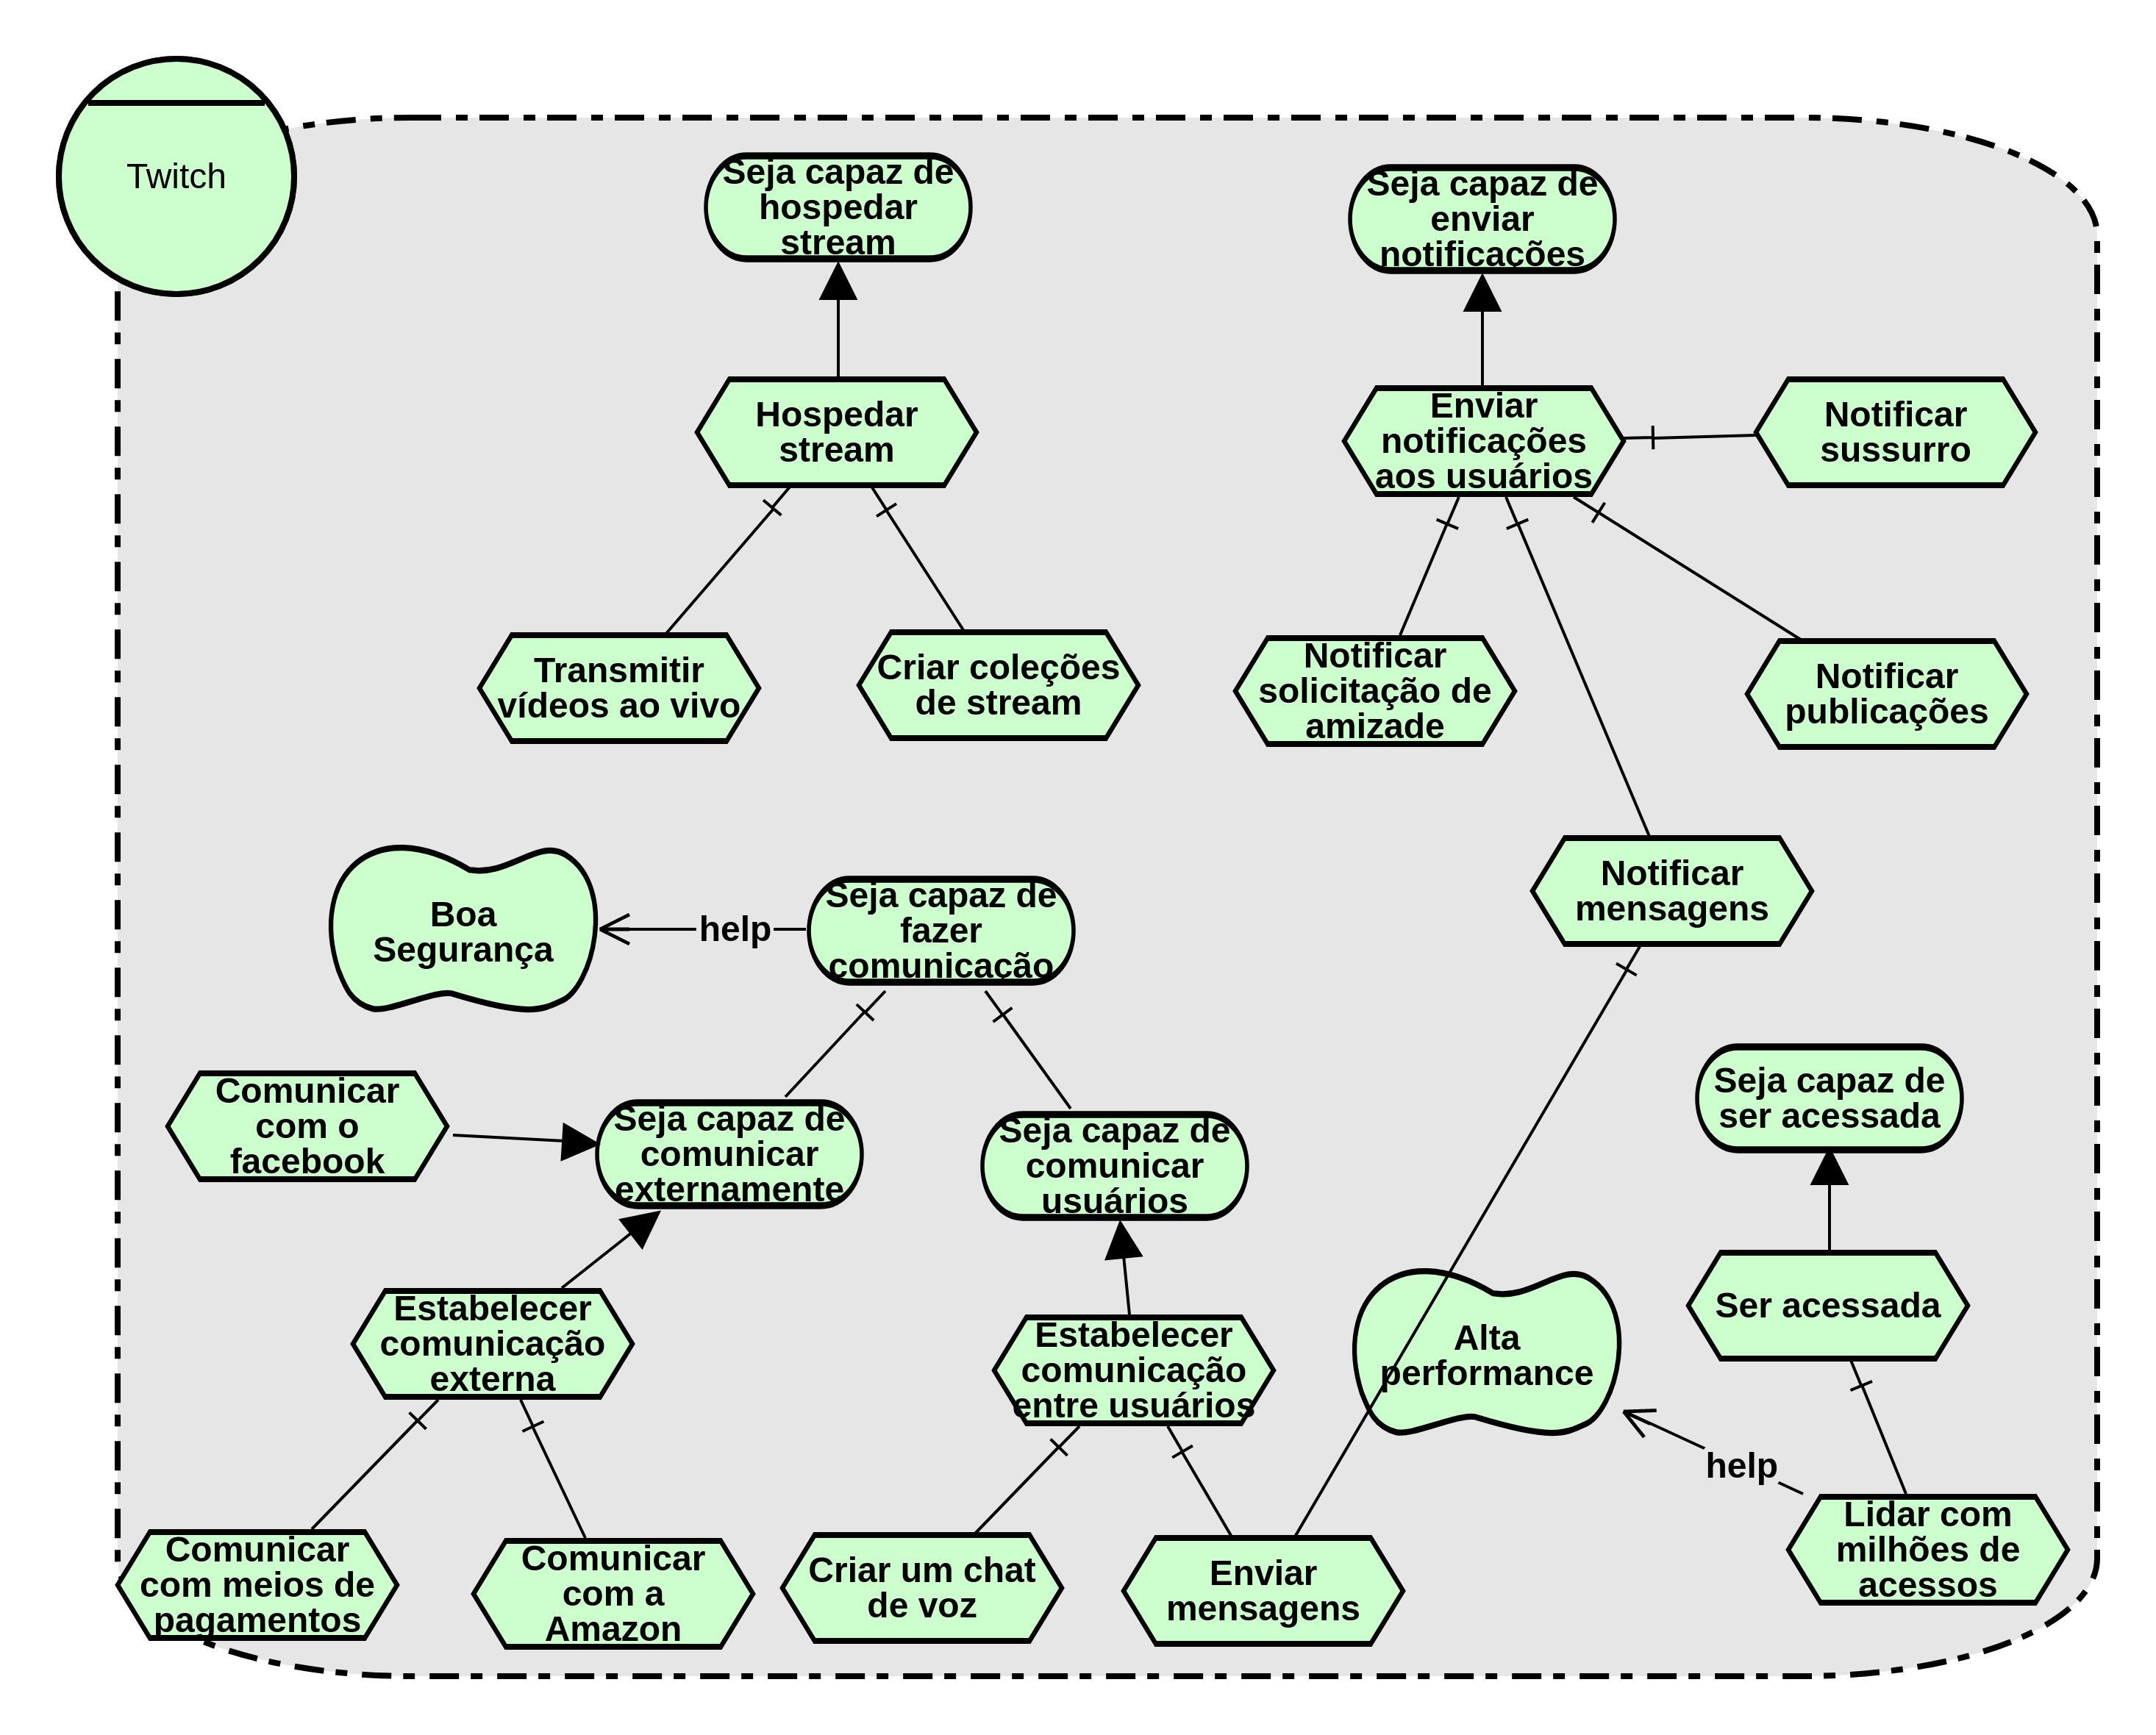 Twitch
Seja capaz de
hospedar
stream
Seja capaz de
enviar
notificações
Hospedar
stream
Enviar
notificações
aos usuários
Notificar
sussurro
Transmitir
vídeos ao vivo
Criar coleções
de stream
Notificar
solicitação de
amizade
Notificar
publicações
Boa
Segurança
help
Seja capaz de
fazer
comunicação
Notificar
mensagens
Comunicar
com o
facebook
Seja capaz de
comunicar
externamente
Seja capaz de
comunicar
usuários
Seja capaz de
ser acessada
Estabelecer
comunicação
externa
Estabelecer
comunicação
entre usuários
Alta
performance
Ser acessada
help
Comunicar
com meios de
pagamentos
Comunicar
com a
Amazon
Criar um chat
de voz
Enviar
mensagens
Lidar com
milhões de
acessos